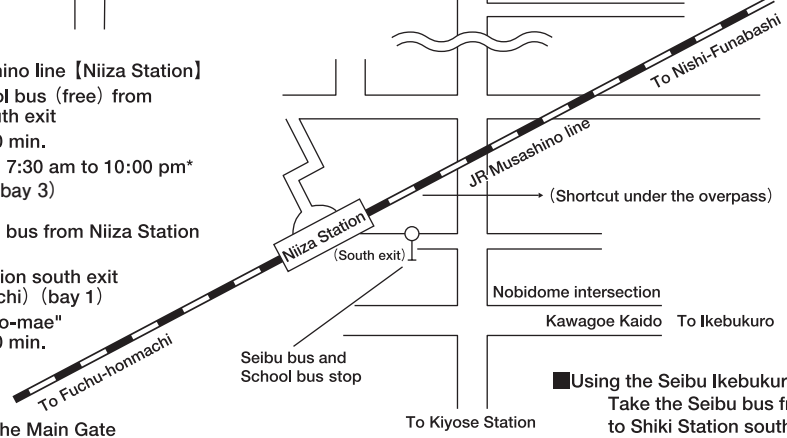 ino line【Niiza Station】
ol bus (free) from
th exit
0 min.
7:30 am to 10:00 pm*
bay 3)
bus from Niiza Station
ion south exit
chi) (bay 1)
o-mae"
0 min.
he Main Gate
To Nishi-Funabashi
JR Musashino line
(Shortcut under the overpass)
Niiza Station
(South exit)
Nobidome intersection
Kawagoe Kaido To Ikebukuro
Seibu bus and
School bus stop
To Fuchu-honmachi
To Kiyose Station
■Using the Seibu Ikebukur
Take the Seibu bus f
to Shiki Station south